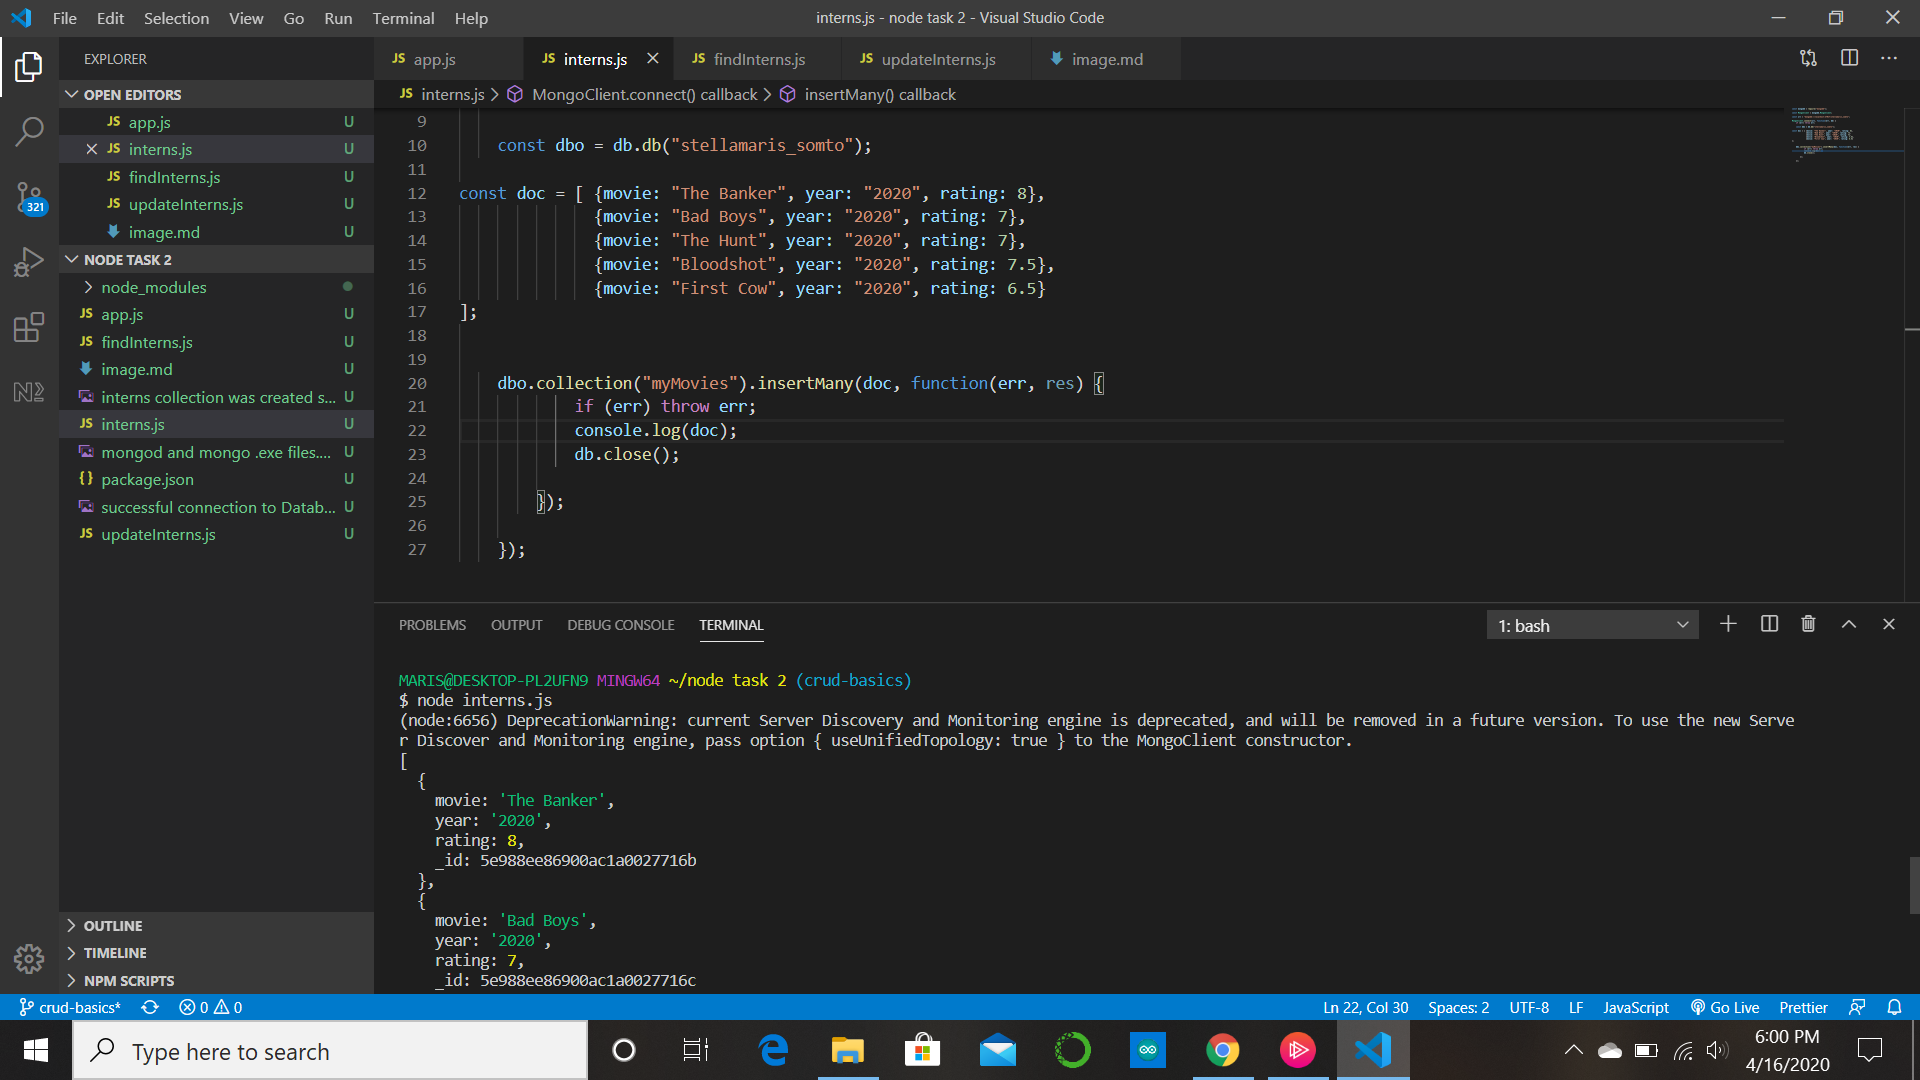 File Edit Selection View Go Run Terminal Help
interns.js - node task 2 - Visual Studio Code
EXPLORER
OPEN EDITORS
JS app.js U
JS interns.js U
JS findInterns.js U
JS updateInterns.js U
image.md U
321
NODE TASK 2
node_modules
JS app.js U
JS findInterns.js U
image.md U
interns collection was created s... U
JS interns.js U
mongod and mongo .exe files.... U
{} package.json U
successful connection to Datab... U
JS updateInterns.js U
OUTLINE
TIMELINE
NPM SCRIPTS
JS app.js JS interns.js JS findInterns.js JS updateInterns.js image.md
JS interns.js > MongoClient.connect() callback > insertMany() callback
9
10 const dbo = db.db("stellamaris_somto");
11
12 const doc = [ {movie: "The Banker", year: "2020", rating: 8},
13 {movie: "Bad Boys", year: "2020", rating: 7},
14 {movie: "The Hunt", year: "2020", rating: 7},
15 {movie: "Bloodshot", year: "2020", rating: 7.5},
16 {movie: "First Cow", year: "2020", rating: 6.5}
17 ];
18
19
20 dbo.collection("myMovies").insertMany(doc, function(err, res) {
21 if (err) throw err;
22 console.log(doc);
23 db.close();
24
25 });
26
27 });
PROBLEMS OUTPUT DEBUG CONSOLE TERMINAL 1: bash
MARIS@DESKTOP-PL2UFN9 MINGW64 ~/node task 2 (crud-basics)
$ node interns.js
(node:6656) DeprecationWarning: current Server Discovery and Monitoring engine is deprecated, and will be removed in a future version. To use the new Serve
r Discover and Monitoring engine, pass option { useUnifiedTopology: true } to the MongoClient constructor.
[
{
movie: 'The Banker',
year: '2020',
rating: 8,
_id: 5e988ee86900ac1a0027716b
},
{
movie: 'Bad Boys',
year: '2020',
rating: 7,
_id: 5e988ee86900ac1a0027716c
crud-basics* 0 0 Ln 22, Col 30 Spaces: 2 UTF-8 LF JavaScript Go Live Prettier
Type here to search
6:00 PM
4/16/2020